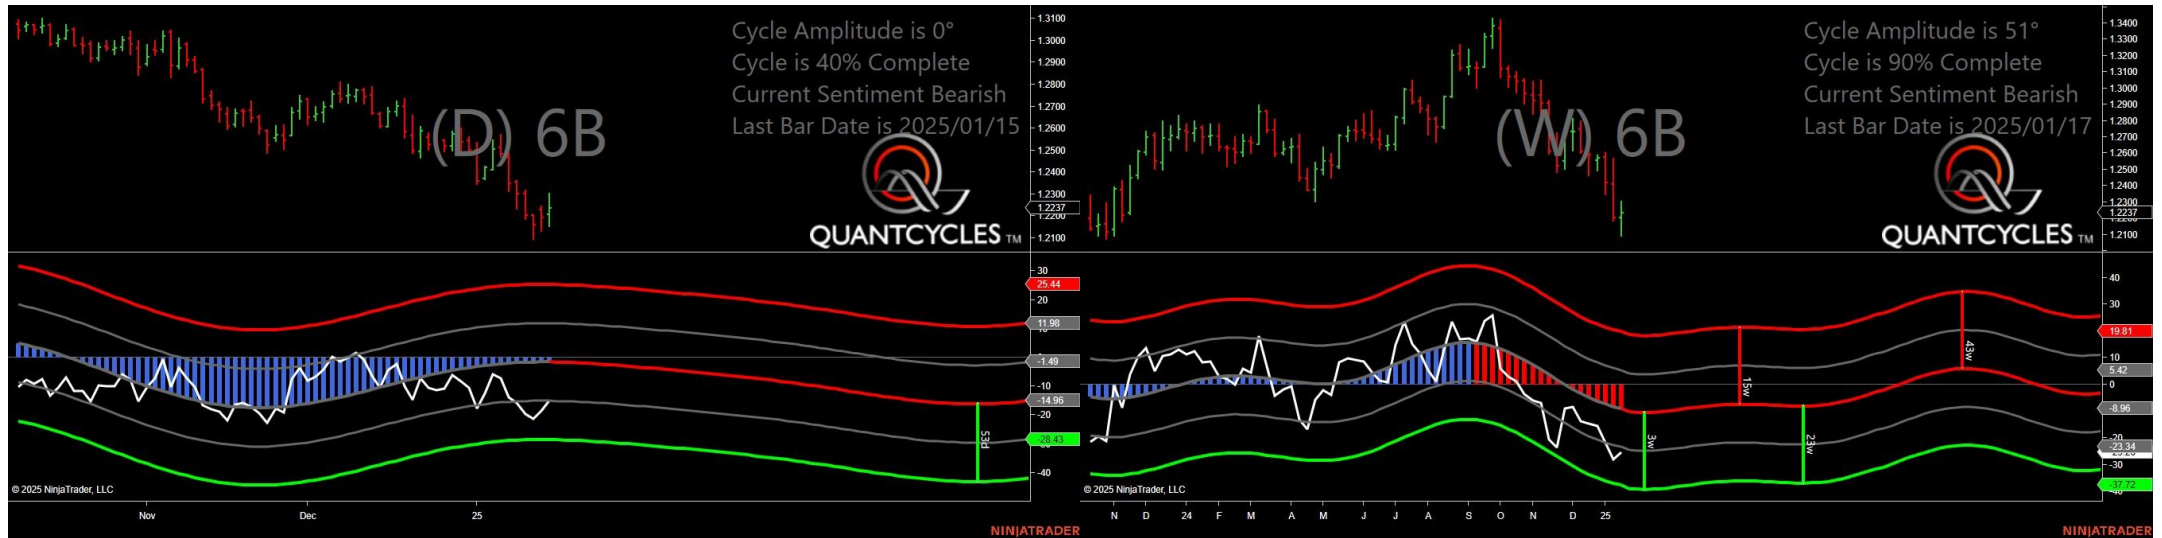 Cycle Amplitude is 0°
Cycle is 40% Complete
Current Sentiment Bearish
Last Bar Date is 2025/01/15
(D) 6B
QUANTCYCLES TM
1.3100
1.3000
1.2900
1.2800
1.2700
1.2600
1.2500
1.2400
1.2300
1.2237
1.2200
1.2100
30
25.44
20
11.98
-1.49
-10
-14.96
-20
-28.43
-40
53d
© 2025 NinjaTrader, LLC
Nov
Dec
25
NINJATRADER
Cycle Amplitude is 51°
Cycle is 90% Complete
Current Sentiment Bearish
Last Bar Date is 2025/01/17
(W) 6B
QUANTCYCLES TM
1.3400
1.3300
1.3200
1.3100
1.3000
1.2900
1.2800
1.2700
1.2600
1.2500
1.2400
1.2300
1.2237
1.2100
40
30
19.81
10
5.42
0
-8.96
-20
-23.34
-30
-37.72
3w
15w
23w
43w
© 2025 NinjaTrader, LLC
N
D
24
F
M
A
M
J
J
A
S
O
N
D
25
NINJATRADER